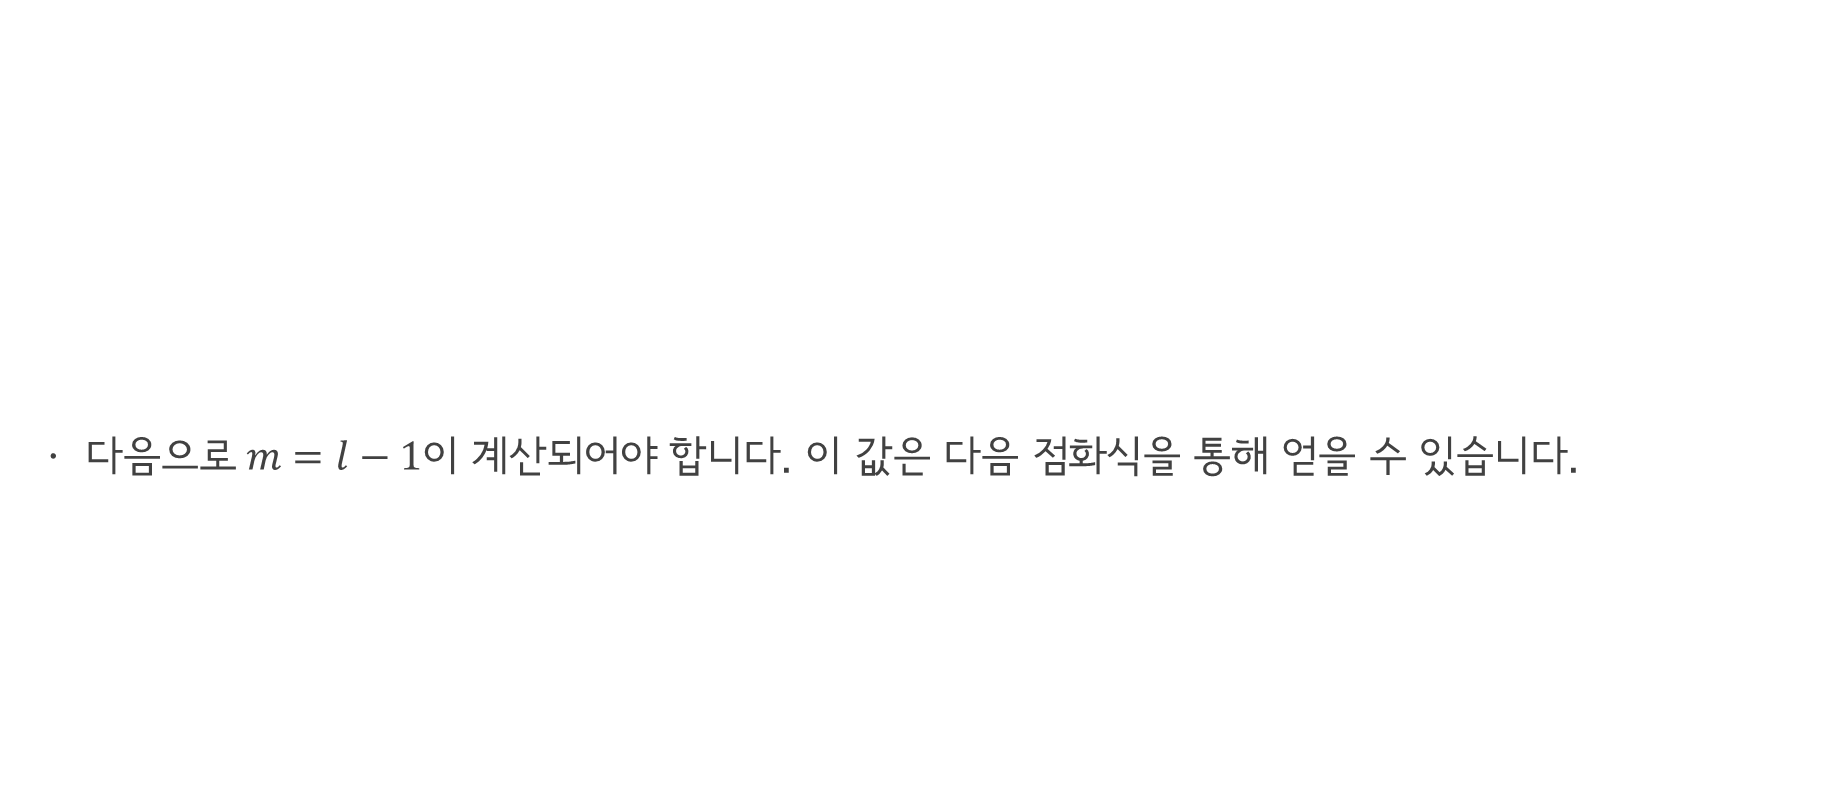 · 다음으로 m = l − 1이 계산되어야 합니다. 이 값은 다음 점화식을 통해 얻을 수 있습니다.